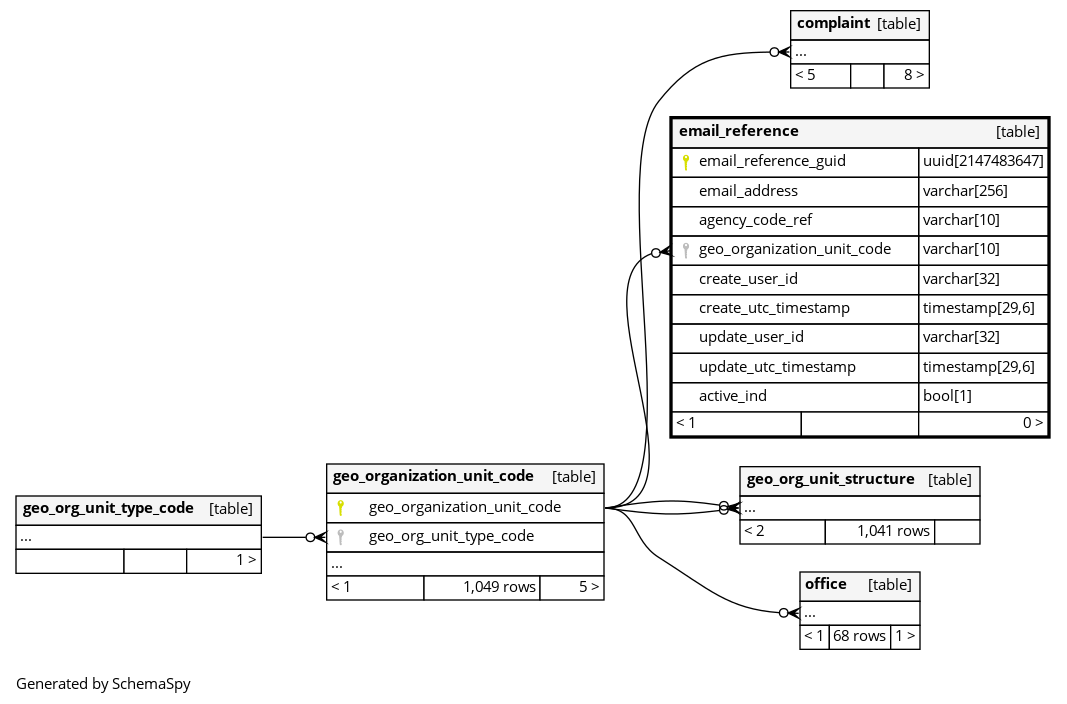 complaint [table]
...
< 5 8 >
email_reference [table]
email_reference_guid uuid[2147483647]
email_address varchar[256]
agency_code_ref varchar[10]
geo_organization_unit_code varchar[10]
create_user_id varchar[32]
create_utc_timestamp timestamp[29,6]
update_user_id varchar[32]
update_utc_timestamp timestamp[29,6]
active_ind bool[1]
< 1 0 >
geo_org_unit_type_code [table]
...
1 >
geo_organization_unit_code [table]
geo_organization_unit_code
geo_org_unit_type_code
...
< 1 1,049 rows 5 >
geo_org_unit_structure [table]
...
< 2 1,041 rows
office [table]
...
< 1 68 rows 1 >
Generated by SchemaSpy